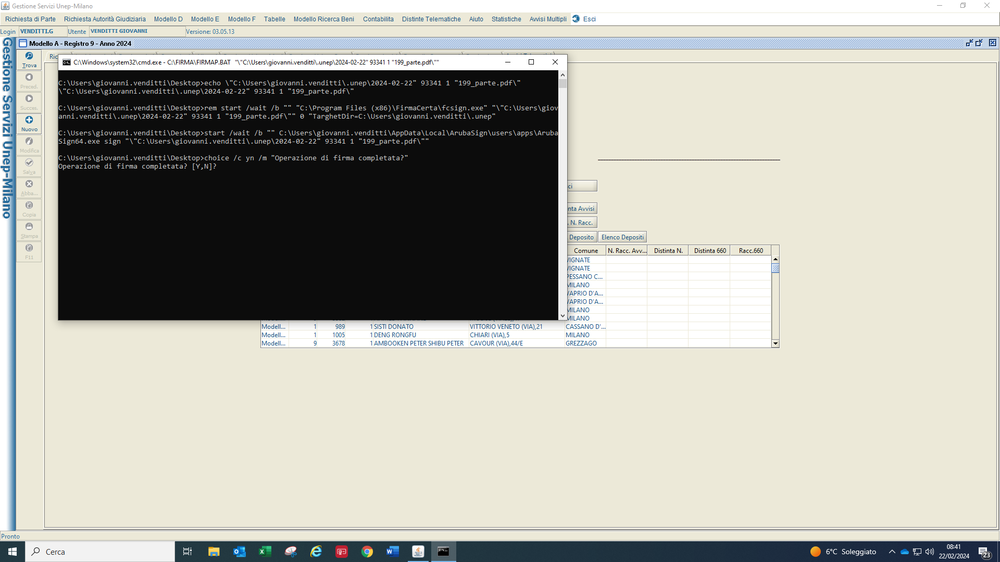 Gestione Servizi Unep-Milano
Richiesta di Parte Richiesta Autorità Giudiziaria Modello D Modello E Modello F Tabelle Modello Ricerca Beni Contabilita Distinte Telematiche Aiuto Statistiche Avvisi Multipli Esci
Login VENDITTI.G Utente VENDITTI GIOVANNI Versione: 03.05.13
Gestione Servizi Unep-Milano
Modello A - Registro 9 - Anno 2024
Trova
Preced.
Succes.
Nuovo
Modifica
Salva
Abba...
Copia
Stampa
F11
Ric
C:\Windows\system32\cmd.exe - C:\FIRMA\FIRMAP.BAT "\"C:\Users\giovanni.venditti\.unep\2024-02-22" 93341 1 "199_parte.pdf\""
C:\Users\giovanni.venditti\Desktop>echo \"C:\Users\giovanni.venditti\.unep\2024-02-22" 93341 1 "199_parte.pdf\"
\"C:\Users\giovanni.venditti\.unep\2024-02-22" 93341 1 "199_parte.pdf\"
C:\Users\giovanni.venditti\Desktop>rem start /wait /b "" "C:\Program Files (x86)\FirmaCerta\fcsign.exe" "\"C:\Users\giov
anni.venditti\.unep\2024-02-22" 93341 1 "199_parte.pdf\"" 0 "TarghetDir=C:\Users\giovanni.venditti\.unep"
C:\Users\giovanni.venditti\Desktop>start /wait /b "" C:\Users\giovanni.venditti\AppData\Local\ArubaSign\users\apps\Aruba
Sign64.exe sign "\"C:\Users\giovanni.venditti\.unep\2024-02-22" 93341 1 "199_parte.pdf\""
C:\Users\giovanni.venditti\Desktop>choice /c yn /m "Operazione di firma completata?"
Operazione di firma completata? [Y,N]?
ci
nta Avvisi
. N. Racc.
Deposito Elenco Depositi
Comune N. Racc. Avv... Distinta N. Distinta 660 Racc.660
VIGNATE
VIGNATE
PESSANO C...
MILANO
VAPRIO D'A...
VAPRIO D'A...
MILANO
MILANO
Modell... 1 989 1 SISTI DONATO VITTORIO VENETO (VIA),21 CASSANO D'...
Modell... 1 1005 1 DENG RONGFU CHIARI (VIA),5 MILANO
Modell... 9 3678 1 AMBOOKEN PETER SHIBU PETER CAVOUR (VIA),44/E GREZZAGO
Pronto
Cerca
6°C Soleggiato
08:41
22/02/2024
23